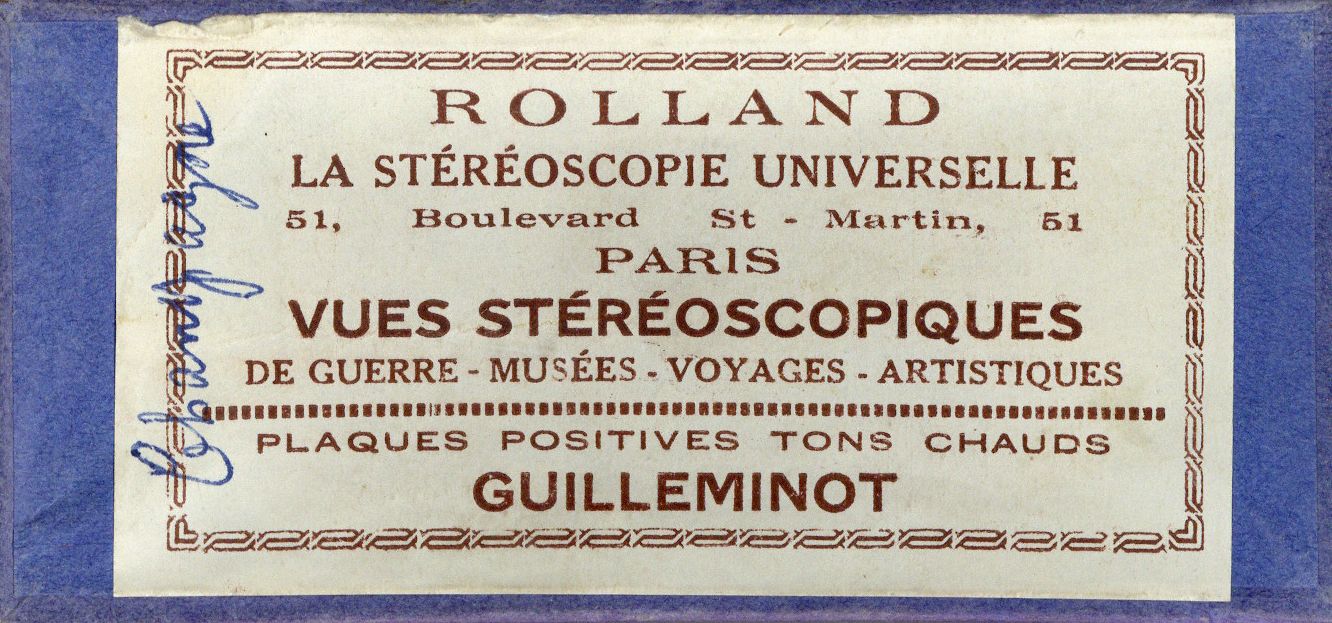 ROLLAND
LA STÉRÉOSCOPIE UNIVERSELLE
51, Boulevard St - Martin, 51
PARIS
VUES STÉRÉOSCOPIQUES
DE GUERRE - MUSÉES - VOYAGES - ARTISTIQUES
PLAQUES POSITIVES TONS CHAUDS
GUILLEMINOT
Champagne